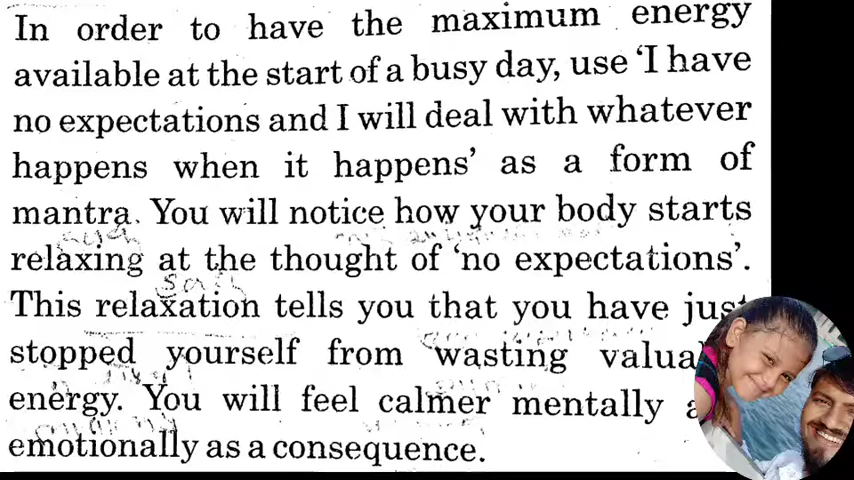 In order to have the maximum energy
available at the start of a busy day, use ‘I have
no expectations and I will deal with whatever
happens when it happens’ as a form of
mantra. You will notice how your body starts
relaxing at the thought of ‘no expectations’.
This relaxation tells you that you have just
stopped yourself from wasting
energy. You will feel calmer mentally
emotionally as a consequence.